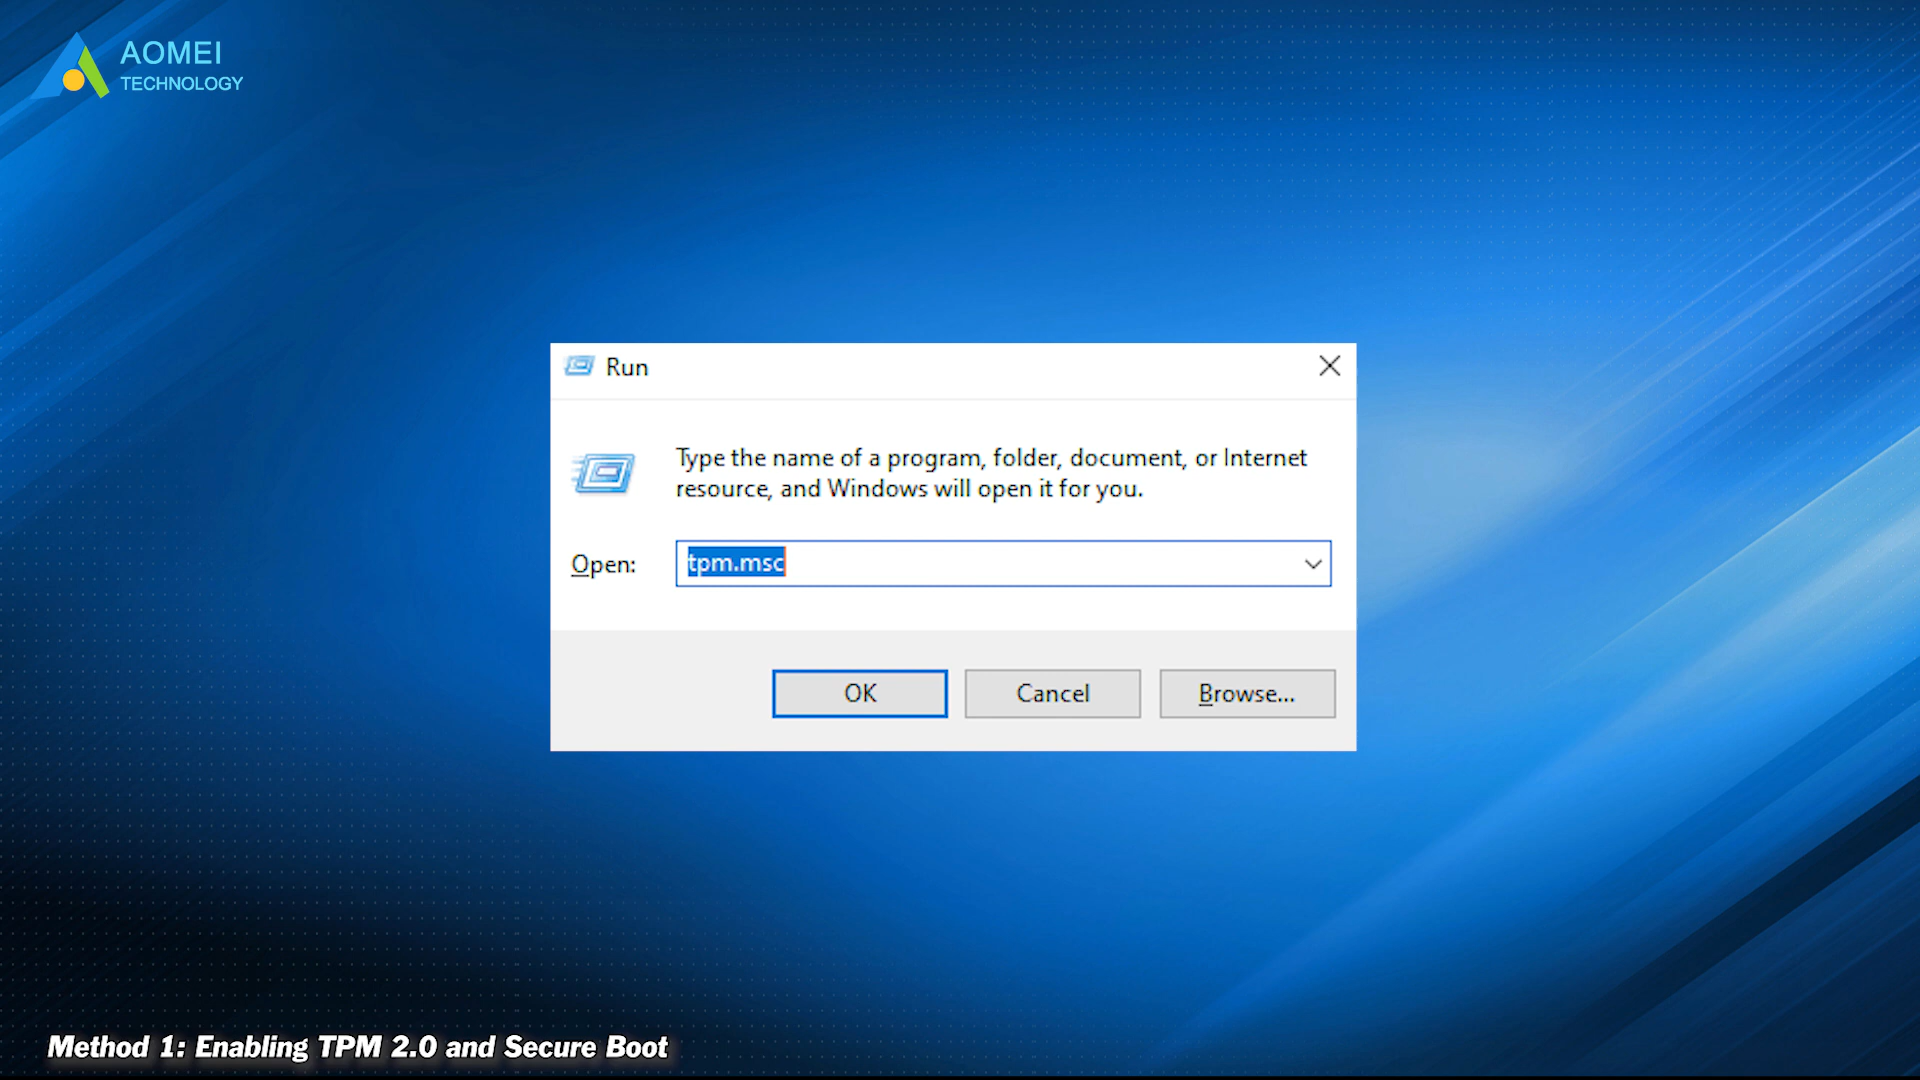 AOMEI
TECHNOLOGY
Run
Type the name of a program, folder, document, or Internet
resource, and Windows will open it for you.
Open:
tpm.msc
OK
Cancel
Browse...
Method 1: Enabling TPM 2.0 and Secure Boot